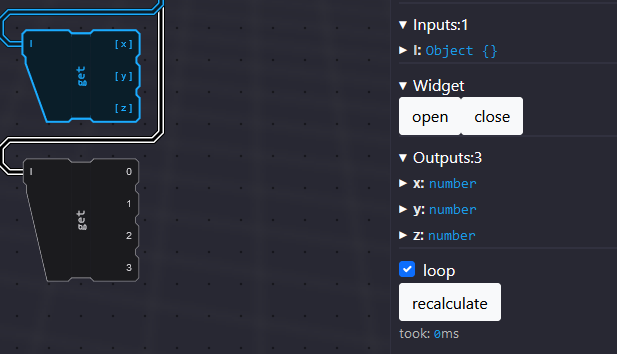 I
[x]
[y]
[z]
get
I
0
1
2
3
get
▼ Inputs:1
▶ I: Object {}
▼ Widget
open close
▼ Outputs:3
▶ x: number
▶ y: number
▶ z: number
loop
recalculate
took: 0ms